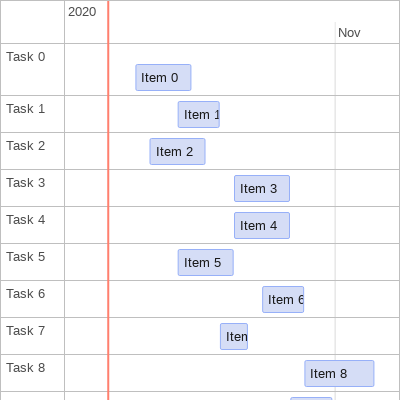 2020
Nov
Task 0
Item 0
Task 1
Item 1
Task 2
Item 2
Task 3
Item 3
Task 4
Item 4
Task 5
Item 5
Task 6
Item 6
Task 7
Item
Task 8
Item 8